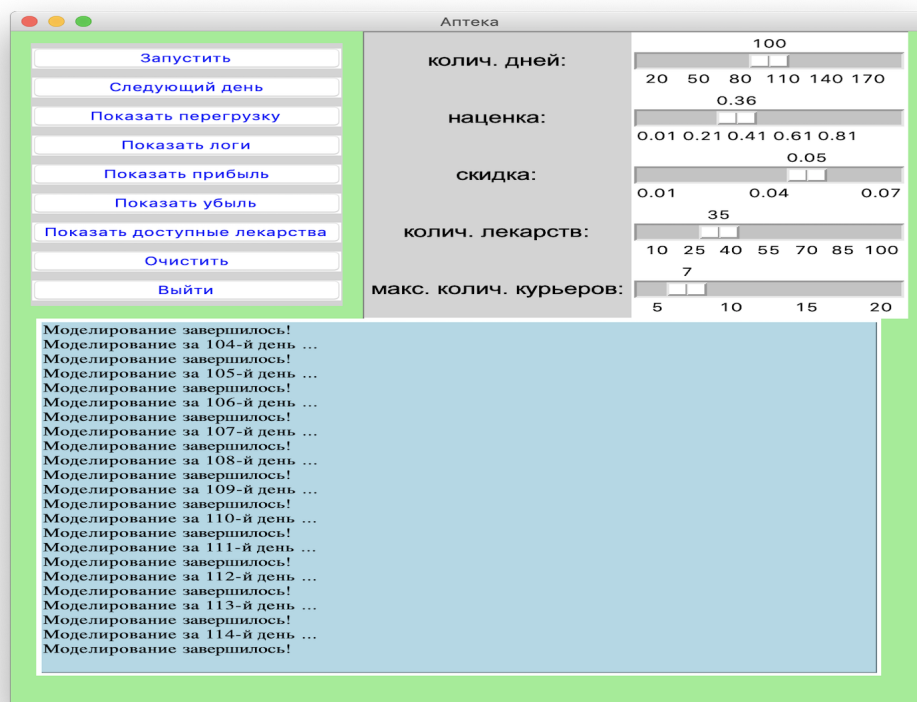 Аптека
Запустить
Следующий день
Показать перегрузку
Показать логи
Показать прибыль
Показать убыль
Показать доступные лекарства
Очистить
Выйти
колич. дней:
100
20 50 80 110 140 170
наценка:
0.36
0.01 0.21 0.41 0.61 0.81
скидка:
0.05
0.01 0.04 0.07
колич. лекарств:
35
10 25 40 55 70 85 100
макс. колич. курьеров:
7
5 10 15 20
Моделирование завершилось!
Моделирование за 104-й день ...
Моделирование завершилось!
Моделирование за 105-й день ...
Моделирование завершилось!
Моделирование за 106-й день ...
Моделирование завершилось!
Моделирование за 107-й день ...
Моделирование завершилось!
Моделирование за 108-й день ...
Моделирование завершилось!
Моделирование за 109-й день ...
Моделирование завершилось!
Моделирование за 110-й день ...
Моделирование завершилось!
Моделирование за 111-й день ...
Моделирование завершилось!
Моделирование за 112-й день ...
Моделирование завершилось!
Моделирование за 113-й день ...
Моделирование завершилось!
Моделирование за 114-й день ...
Моделирование завершилось!